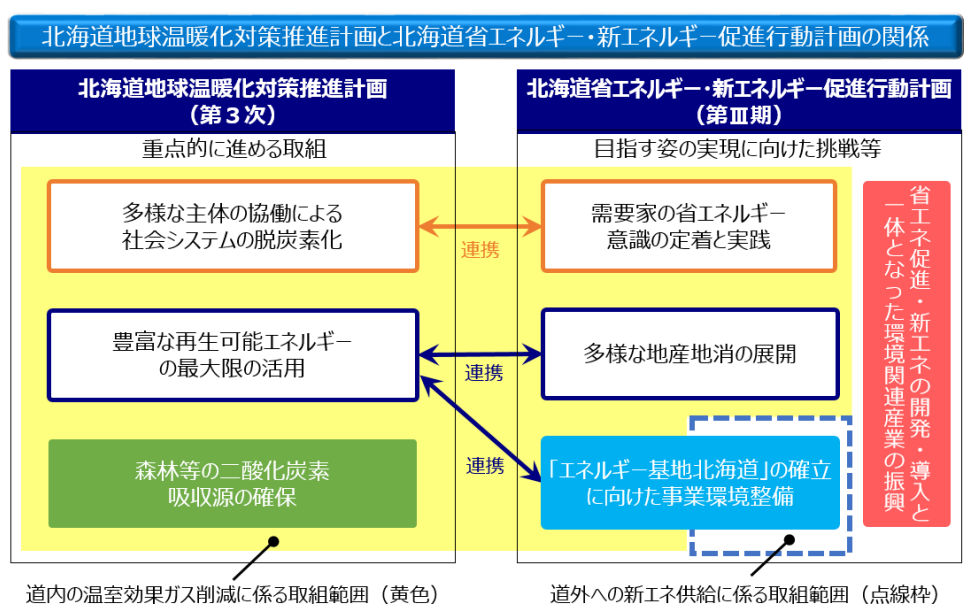 北海道地球温暖化対策推進計画と北海道省エネルギー・新エネルギー促進行動計画の関係
北海道地球温暖化対策推進計画
（第３次）
重点的に進める取組
多様な主体の協働による
社会システムの脱炭素化
豊富な再生可能エネルギー
の最大限の活用
森林等の二酸化炭素
吸収源の確保
連携
連携
連携
北海道省エネルギー・新エネルギー促進行動計画
（第Ⅲ期）
目指す姿の実現に向けた挑戦等
需要家の省エネルギー
意識の定着と実践
多様な地産地消の展開
「エネルギー基地北海道」の確立
に向けた事業環境整備
省エネ促進・新エネの開発・導入と
一体となった環境関連産業の振興
道内の温室効果ガス削減に係る取組範囲（黄色）
道外への新エネ供給に係る取組範囲（点線枠）